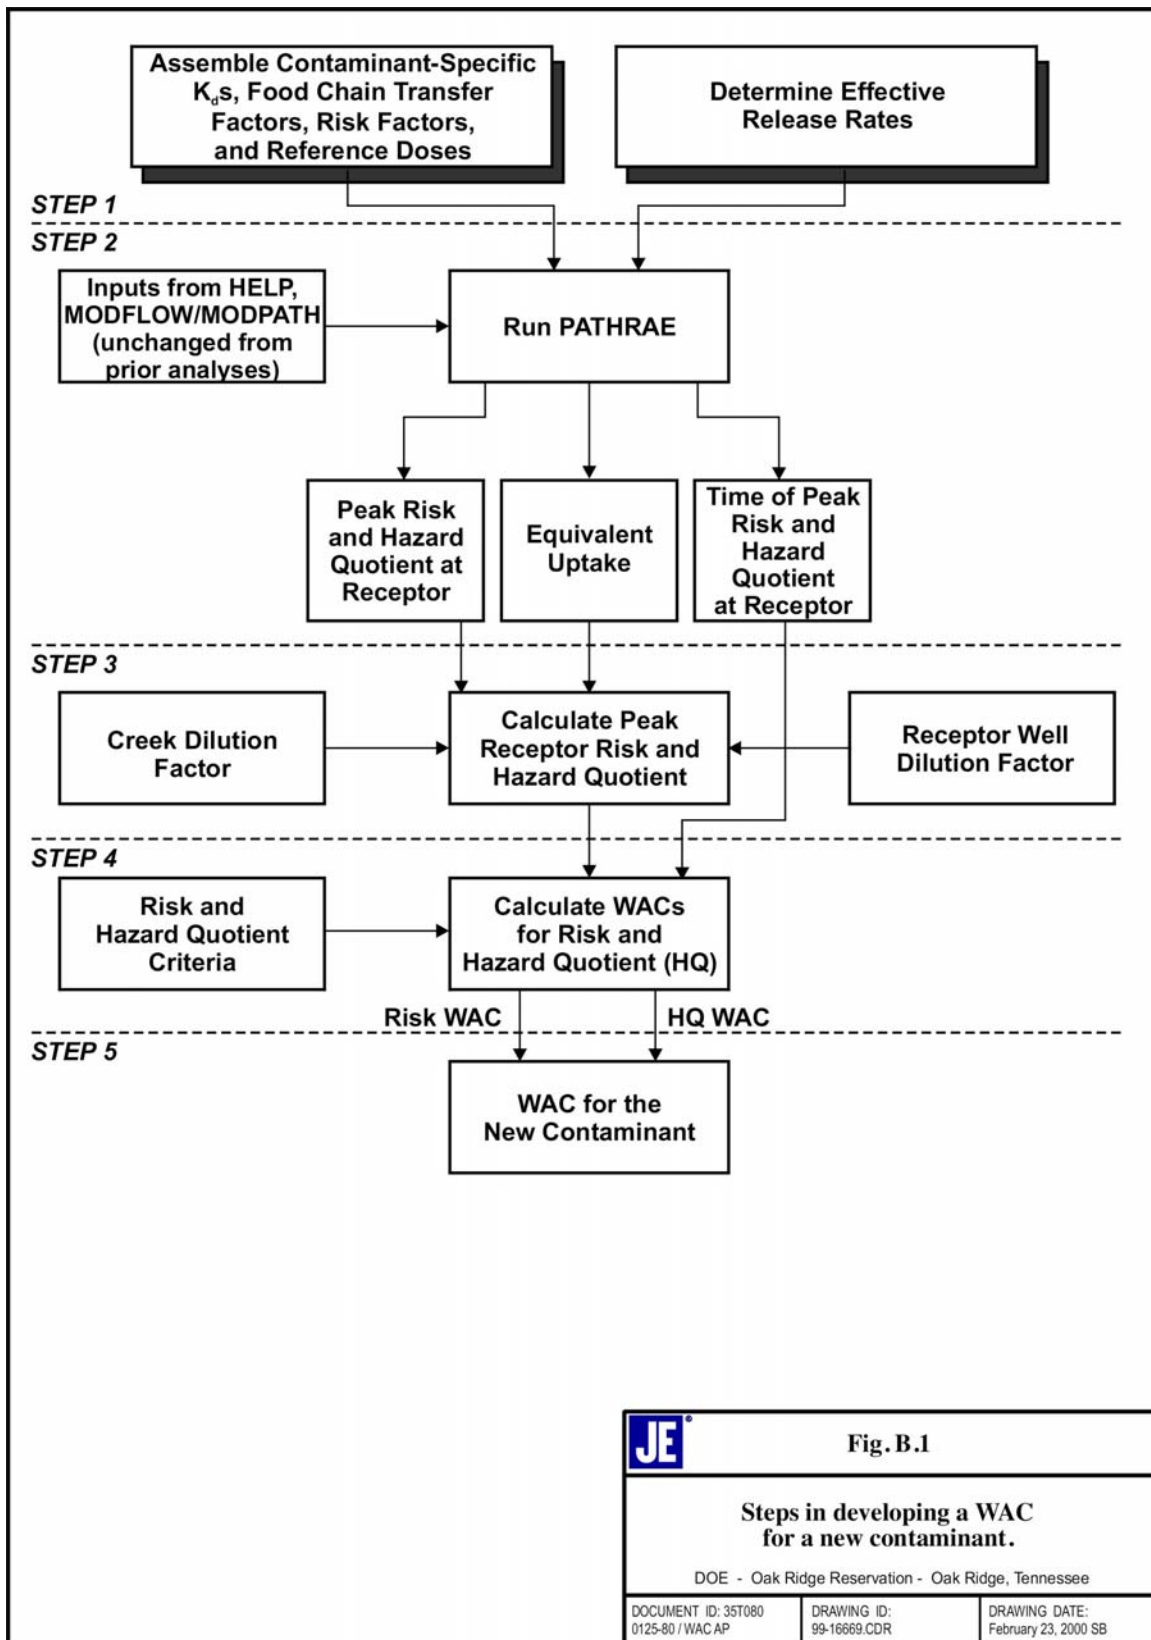 Assemble Contaminant-Specific
Kds, Food Chain Transfer
Factors, Risk Factors,
and Reference Doses
Determine Effective
Release Rates
STEP 1
STEP 2
Inputs from HELP,
MODFLOW/MODPATH
(unchanged from
prior analyses)
Run PATHRAE
Peak Risk
and Hazard
Quotient at
Receptor
Equivalent
Uptake
Time of Peak
Risk and
Hazard
Quotient
at Receptor
STEP 3
Creek Dilution
Factor
Calculate Peak
Receptor Risk and
Hazard Quotient
Receptor Well
Dilution Factor
STEP 4
Risk and
Hazard Quotient
Criteria
Calculate WACs
for Risk and
Hazard Quotient (HQ)
Risk WAC
HQ WAC
STEP 5
WAC for the
New Contaminant
JE®
Fig. B.1
Steps in developing a WAC
for a new contaminant.
DOE - Oak Ridge Reservation - Oak Ridge, Tennessee
DOCUMENT ID: 35T080
0125-80 / WAC AP
DRAWING ID:
99-16669.CDR
DRAWING DATE:
February 23, 2000 SB